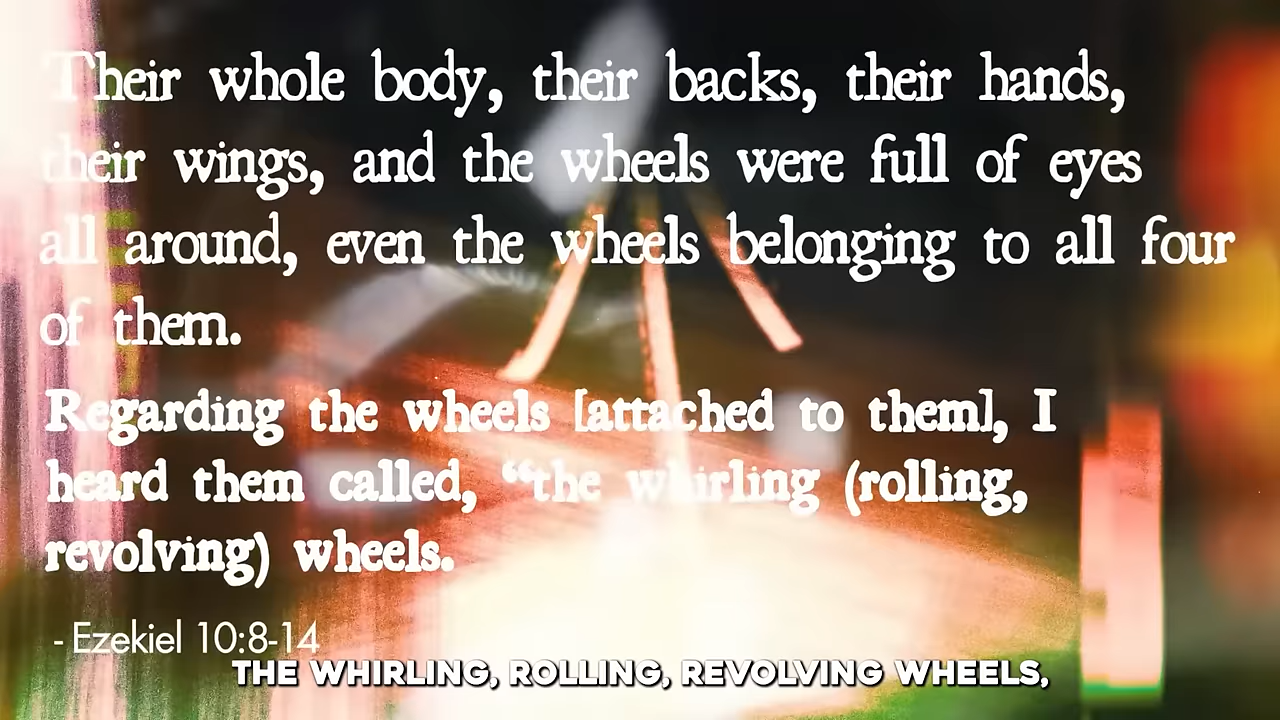 Their whole body, their backs, their hands,
their wings, and the wheels were full of eyes
all around, even the wheels belonging to all four
of them.
Regarding the wheels [attached to them], I
heard them called, “the whirling (rolling,
revolving) wheels.
- Ezekiel 10:8-14
THE WHIRLING, ROLLING, REVOLVING WHEELS,